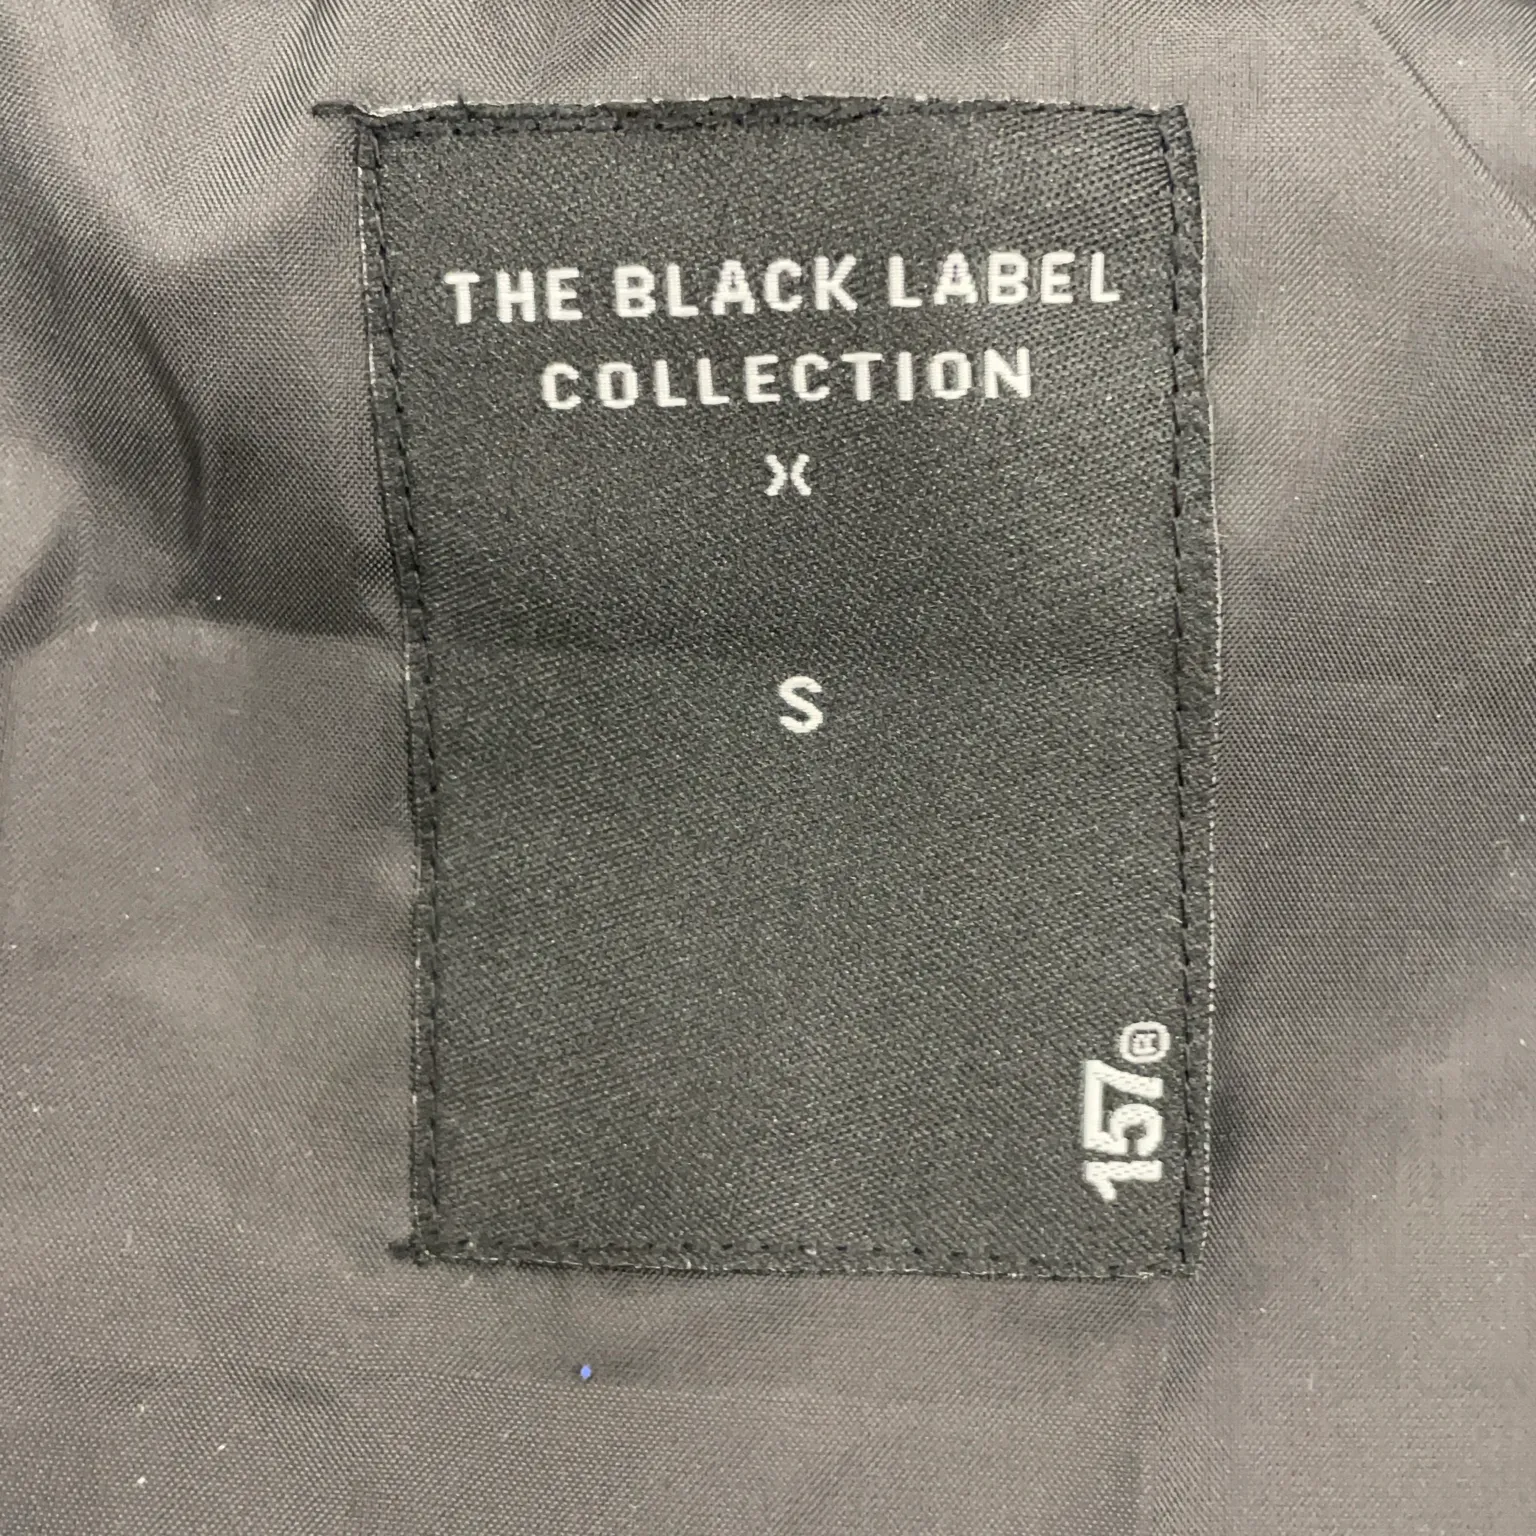 THE BLACK LABEL
COLLECTION
X
S
157®